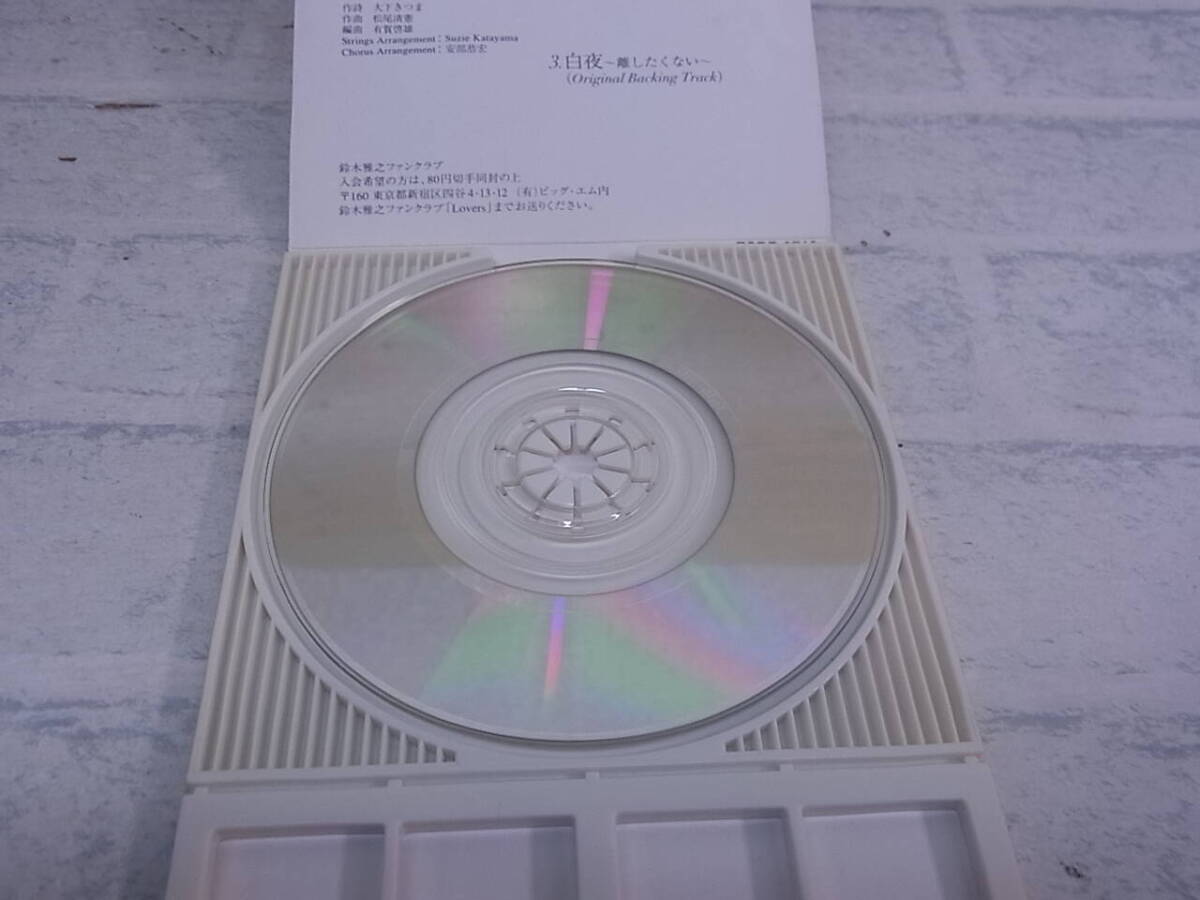 作詩　大下きつま
作曲　松尾清憲
編曲　有賀啓雄
Strings Arrangement : Suzie Katayama
Chorus Arrangement : 安部恭宏
3.白夜～離したくない～
(Original Backing Track)
鈴木雅之ファンクラブ
入会希望の方は、80円切手同封の上
〒160 東京都新宿区四谷4-13-12 (有)ビッグ・エム内
鈴木雅之ファンクラブ「Lovers」までお送りください。